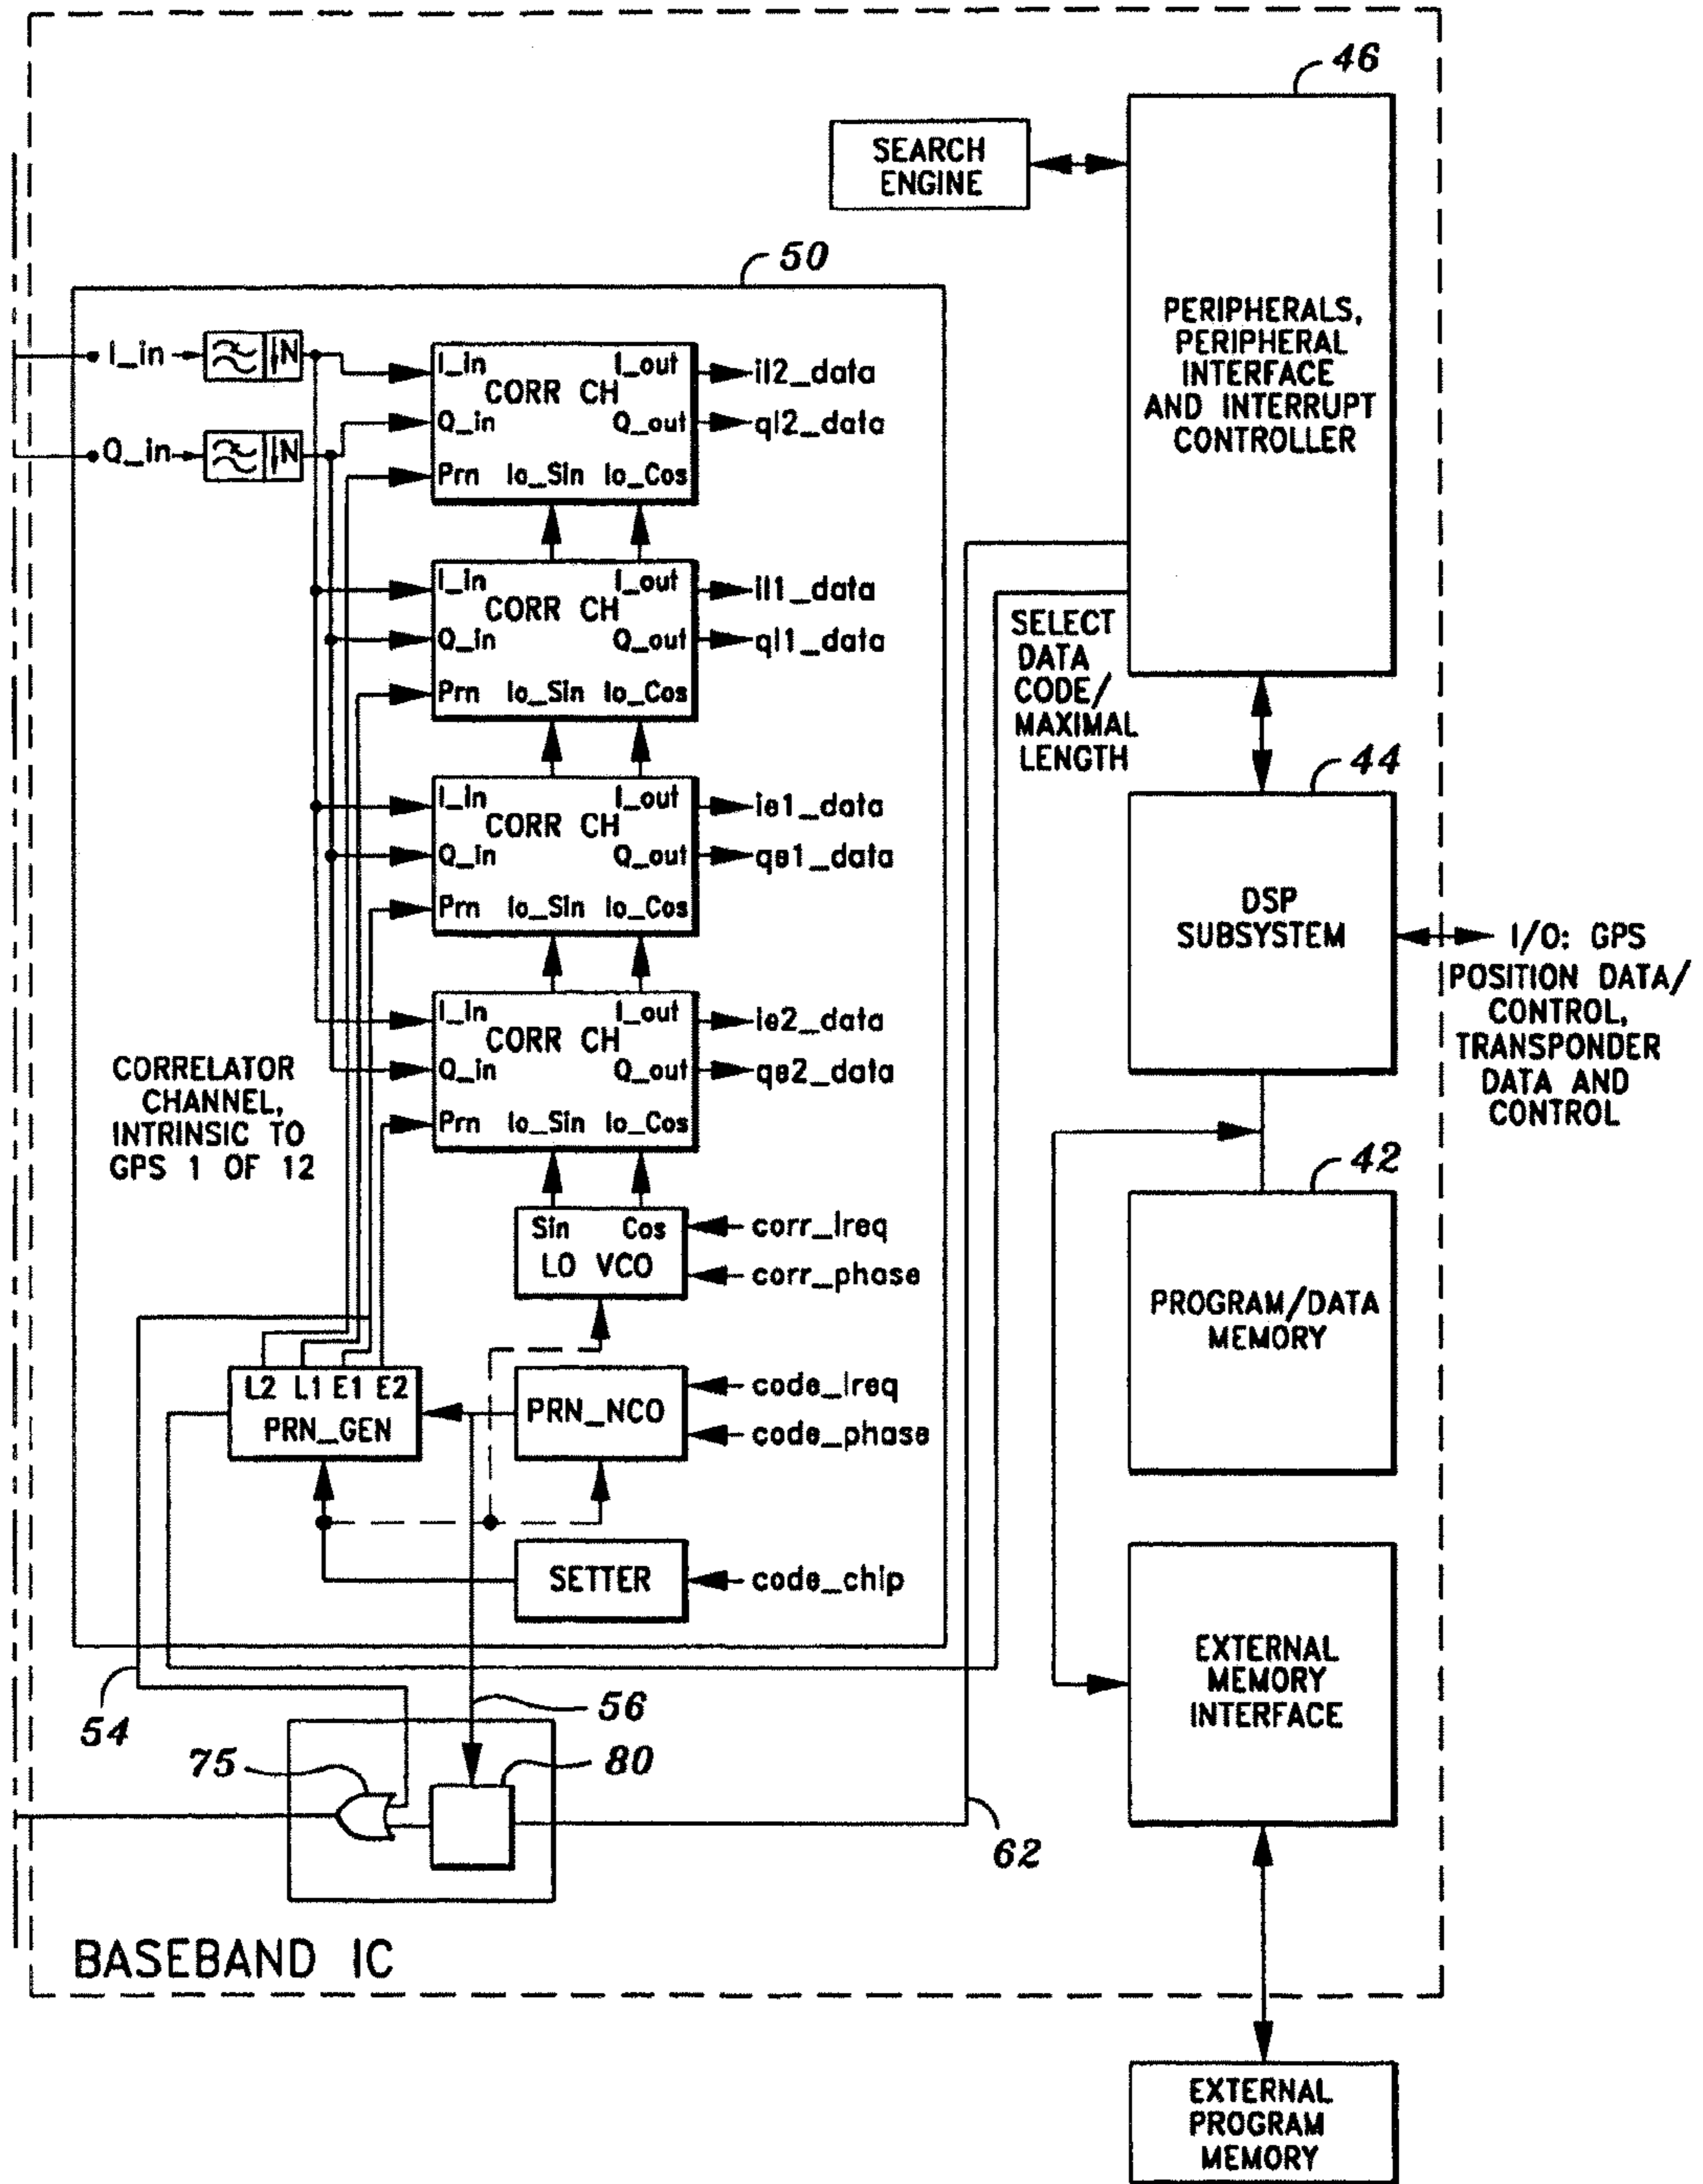 46
SEARCH
ENGINE
PERIPHERALS,
PERIPHERAL
INTERFACE
AND INTERRUPT
CONTROLLER
50
I_in
↓N
Q_in
↓N
I_in I_out
CORR CH
Q_in Q_out
Prn lo_Sin lo_Cos
il2_data
ql2_data
I_in I_out
CORR CH
Q_in Q_out
Prn lo_Sin lo_Cos
il1_data
ql1_data
I_in I_out
CORR CH
Q_in Q_out
Prn lo_Sin lo_Cos
ie1_data
qe1_data
I_in I_out
CORR CH
Q_in Q_out
Prn lo_Sin lo_Cos
ie2_data
qe2_data
CORRELATOR
CHANNEL,
INTRINSIC TO
GPS 1 OF 12
Sin Cos
LO VCO
corr_freq
corr_phase
L2 L1 E1 E2
PRN_GEN
PRN_NCO
code_freq
code_phase
SETTER
code_chip
SELECT
DATA
CODE/
MAXIMAL
LENGTH
44
DSP
SUBSYSTEM
I/O: GPS
POSITION DATA/
CONTROL,
TRANSPONDER
DATA AND
CONTROL
42
PROGRAM/DATA
MEMORY
EXTERNAL
MEMORY
INTERFACE
54
56
75
80
62
BASEBAND IC
EXTERNAL
PROGRAM
MEMORY